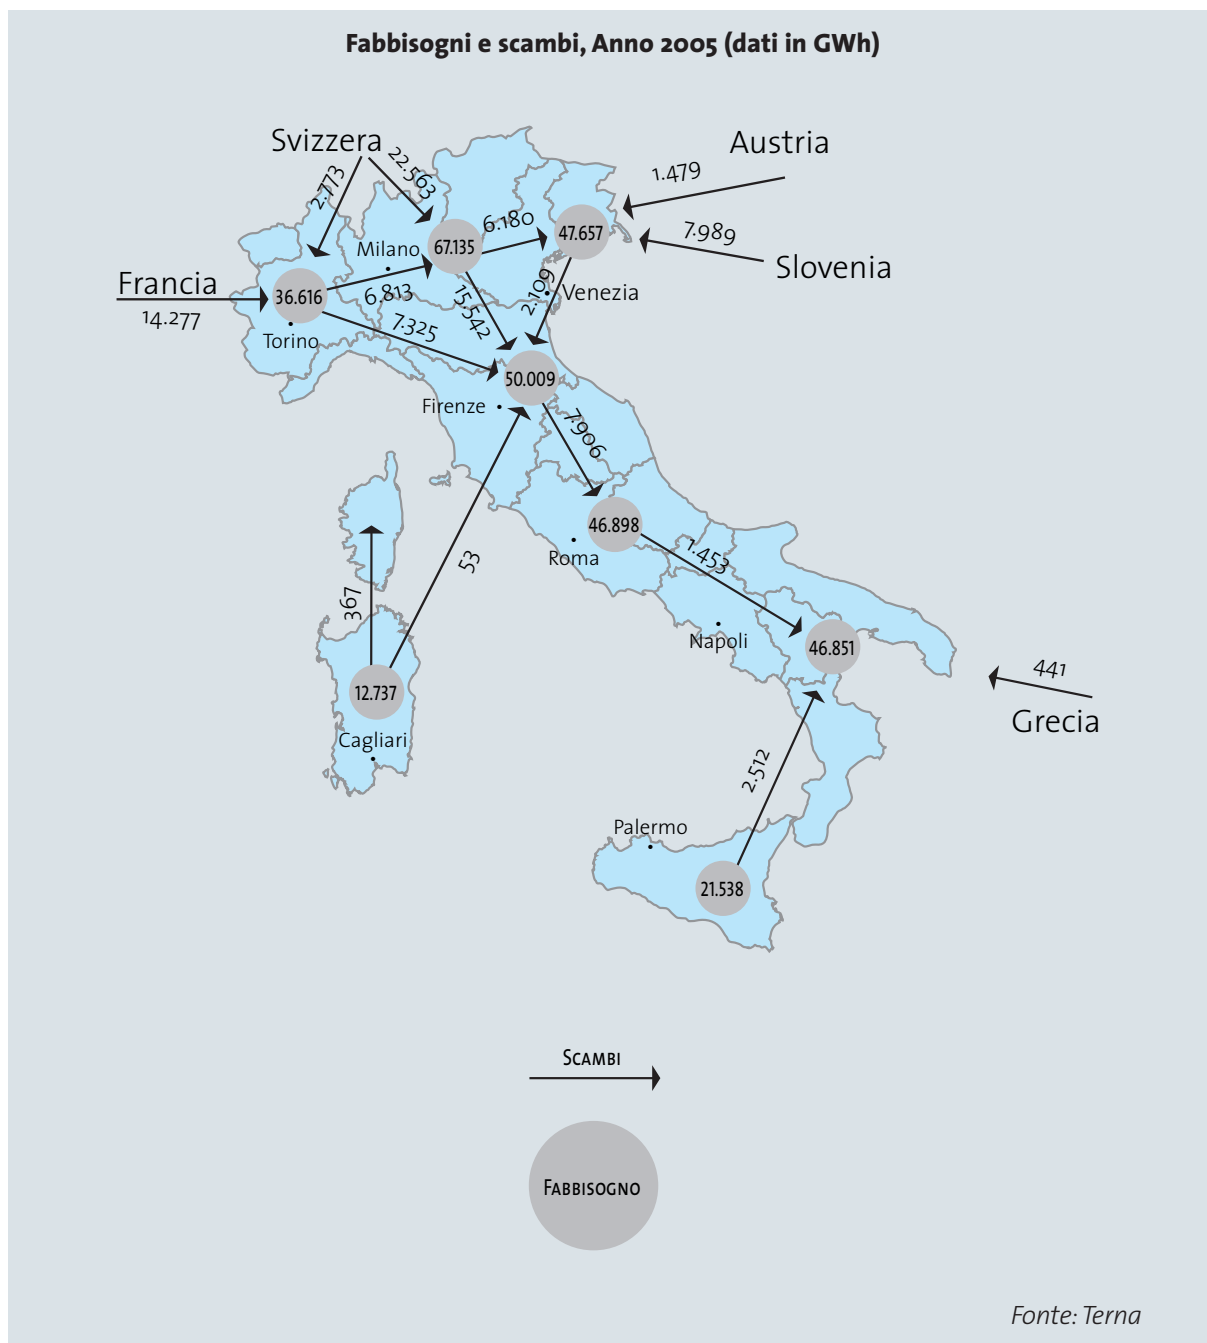 Fabbisogni e scambi, Anno 2005 (dati in GWh)
Svizzera
Austria
22.563
2.773
1.479
6.180
47.657
7.989
Milano
67.135
Slovenia
Francia
36.616
6.813
15.542
2.109
Venezia
14.277
Torino
7.325
50.009
Firenze
7.906
46.898
Roma
53
1.453
367
Napoli
46.851
12.737
441
Grecia
Cagliari
2.512
Palermo
21.538
Scambi
Fabbisogno
Fonte: Terna